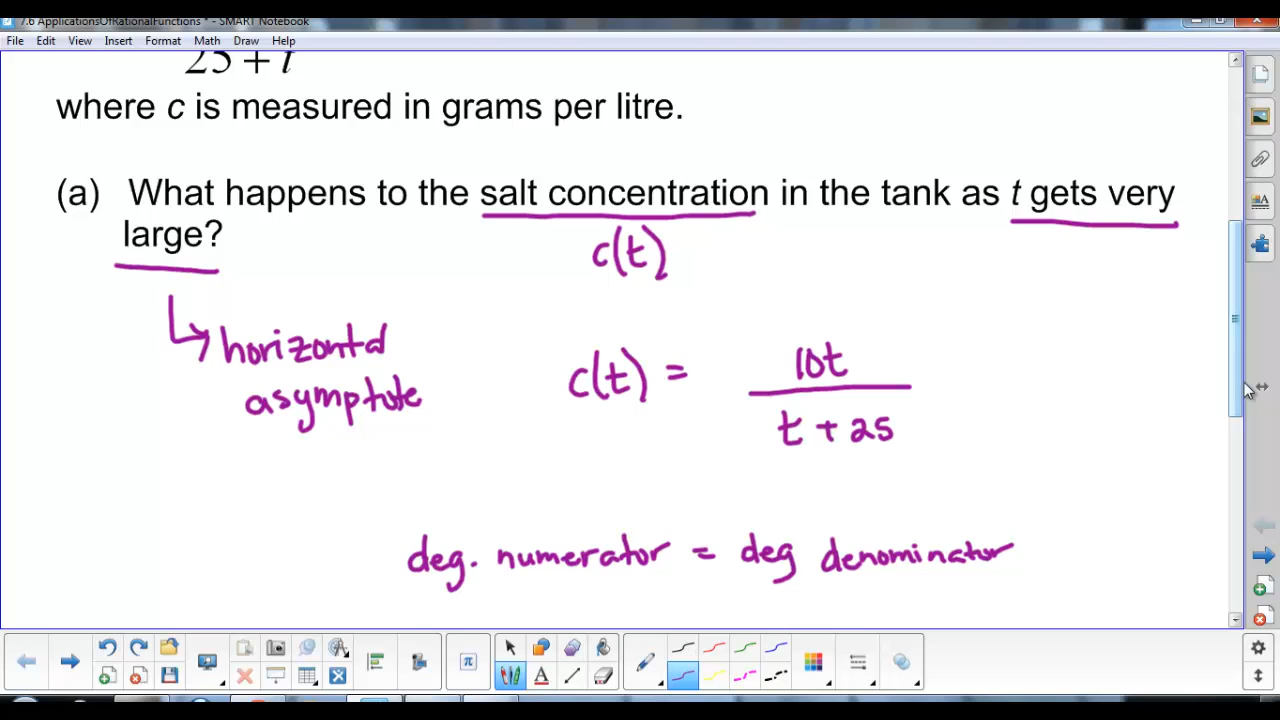 7.6 ApplicationsOfRationalFunctions * - SMART Notebook
File Edit View Insert Format Math Draw Help
25 + t
where c is measured in grams per litre.
(a) What happens to the salt concentration in the tank as t gets very
large?
c(t)
horizontal
asymptote
c(t) = 10t
t + 25
deg. numerator = deg denominator
π
A